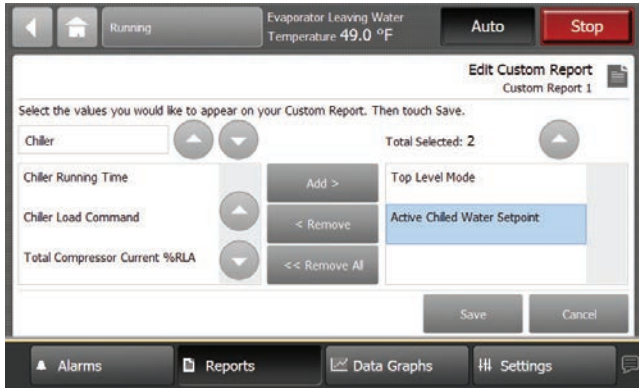 Running
Evaporator Leaving Water
Temperature 49.0 °F
Auto
Stop
Edit Custom Report
Custom Report 1
Select the values you would like to appear on your Custom Report. Then touch Save.
Chiller
Total Selected: 2
Chiller Running Time
Chiller Load Command
Total Compressor Current %RLA
Add >
< Remove
<< Remove All
Top Level Mode
Active Chilled Water Setpoint
Save
Cancel
Alarms
Reports
Data Graphs
Settings